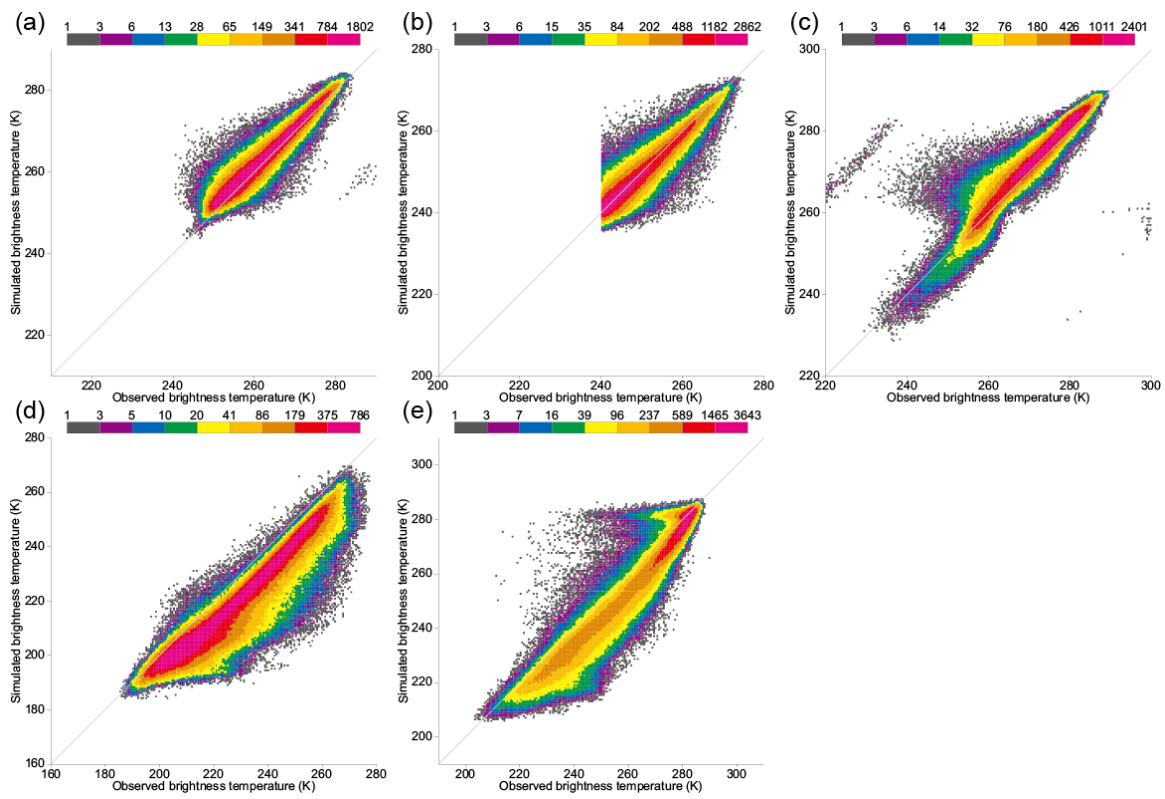 (a)
1 3 6 13 28 65 149 341 784 1802
Simulated brightness temperature (K)
280
260
240
220
220 240 260 280
Observed brightness temperature (K)
(b)
1 3 6 15 35 84 202 488 1182 2862
Simulated brightness temperature (K)
280
260
240
220
200
200 220 240 260 280
Observed brightness temperature (K)
(c)
1 3 6 14 32 76 180 426 1011 2401
Simulated brightness temperature (K)
300
280
260
240
220
220 240 260 280 300
Observed brightness temperature (K)
(d)
1 3 5 10 20 41 86 179 375 786
Simulated brightness temperature (K)
280
260
240
220
200
180
160
160 180 200 220 240 260 280
Observed brightness temperature (K)
(e)
1 3 7 16 39 96 237 589 1465 3643
Simulated brightness temperature (K)
300
280
260
240
220
200
200 220 240 260 280 300
Observed brightness temperature (K)